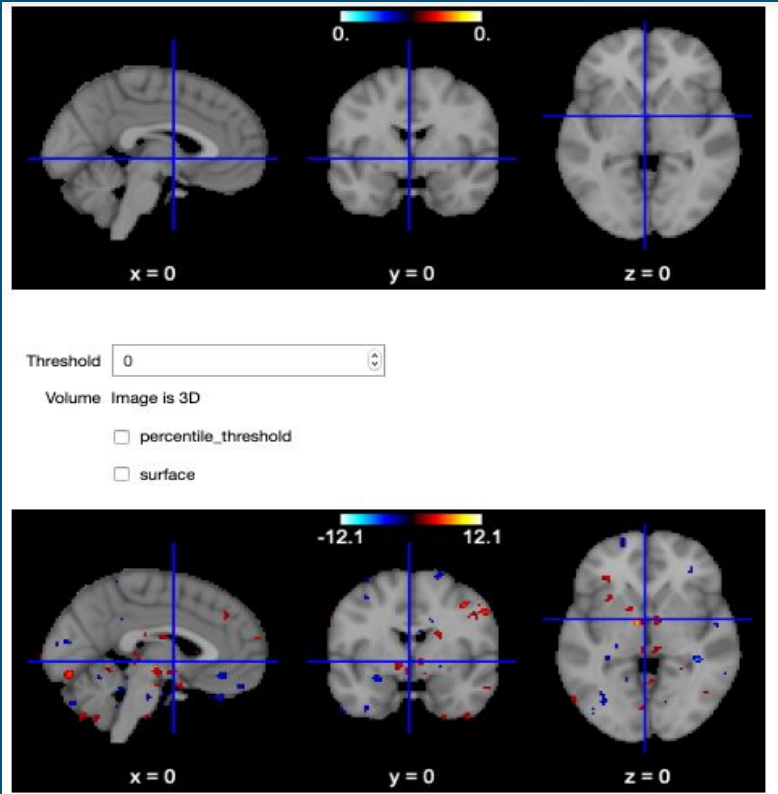 0. 0.
x = 0 y = 0 z = 0
Threshold 0
Volume Image is 3D
percentile_threshold
surface
-12.1 12.1
x = 0 y = 0 z = 0